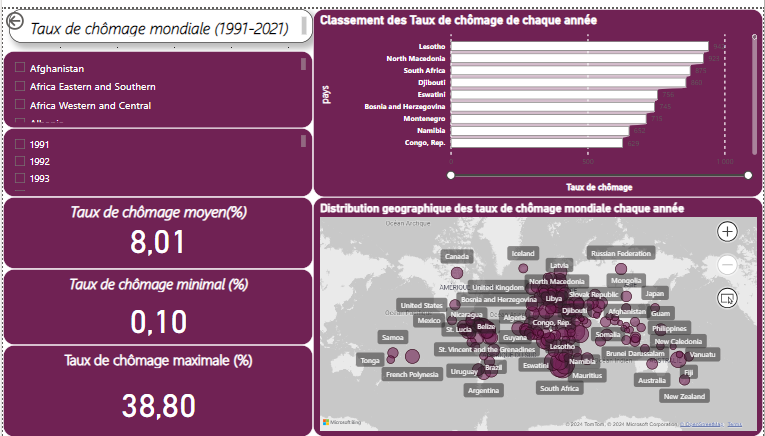 Taux de chômage mondiale (1991-2021)
Afghanistan
Africa Eastern and Southern
Africa Western and Central
1991
1992
1993
Taux de chômage moyen(%)
8,01
Taux de chômage minimal (%)
0,10
Taux de chômage maximale (%)
38,80
Classement des Taux de chômage de chaque année
pays
Lesotho
North Macedonia
South Africa
Djibouti
Eswatini
Bosnia and Herzegovina
Montenegro
Namibia
Congo, Rep.
0
500
1 000
Taux de chômage
Distribution geographique des taux de chômage mondiale chaque année
Océan Arctique
Canada
Iceland
Russian Federation
Latvia
North Macedonia
Mongolia
United Kingdom
Bosnia and Herzegovina
Libya
Slovak Republic
Japan
United States
Nicaragua
Algeria
Djibouti
Afghanistan
Guam
Mexico
St. Lucia
Belize
Congo, Rep.
Philippines
Samoa
Guyana
Somalia
New Caledonia
St. Vincent and the Grenadines
Lesotho
Brunei Darussalam
Vanuatu
Tonga
French Polynesia
Uruguay
Brazil
Eswatini
Namibia
Mauritius
Fiji
Australia
Argentina
South Africa
New Zealand
Microsoft Bing
© 2024 TomTom, © 2024 Microsoft Corporation, © OpenStreetMap, Terms